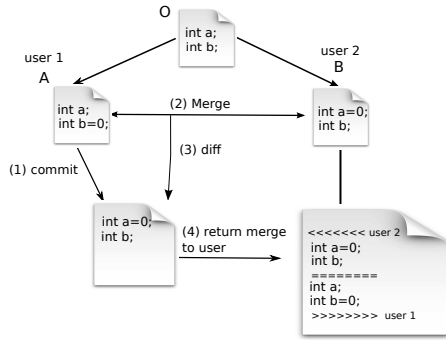 O
int a;
int b;
user 1
A
user 2
B
int a;
int b=0;
(2) Merge
int a=0;
int b;
(3) diff
(1) commit
int a=0;
int b;
(4) return merge
to user
<<<<<<< user 2
int a=0;
int b;
========
int a;
int b=0;
>>>>>>>> user 1